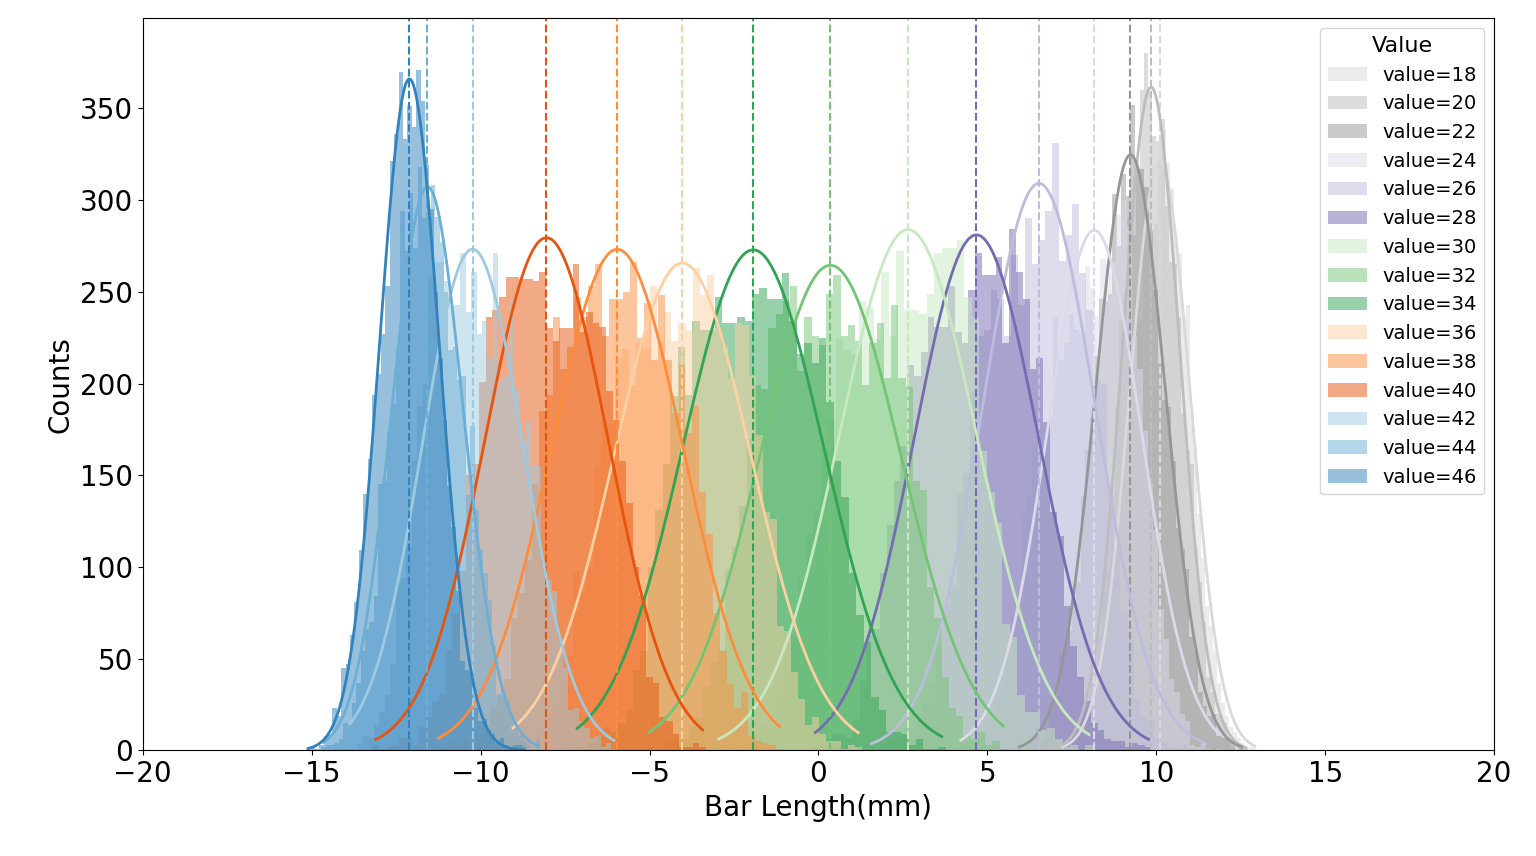 Value
value=18
value=20
value=22
value=24
value=26
value=28
value=30
value=32
value=34
value=36
value=38
value=40
value=42
value=44
value=46
350
300
250
200
150
100
50
0
Counts
−20 −15 −10 −5 0 5 10 15 20
Bar Length(mm)